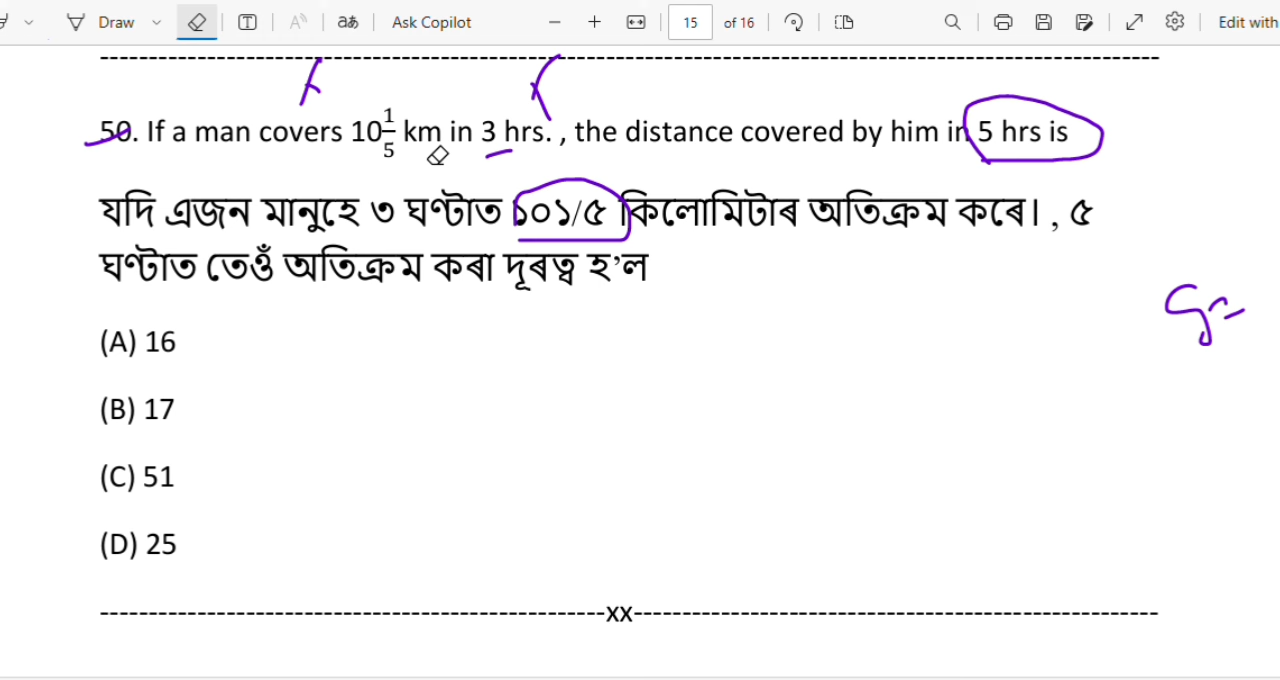 Draw aあ Ask Copilot 15 of 16 Edit with
50. If a man covers 10 1/5 km in 3 hrs. , the distance covered by him in 5 hrs is
যদি এজন মানুহে ৩ ঘণ্টাত ১০১/৫ কিলোমিটাৰ অতিক্ৰম কৰে। , ৫
ঘণ্টাত তেওঁ অতিক্ৰম কৰা দূৰত্ব হ’ল
(A) 16
(B) 17
(C) 51
(D) 25
xx